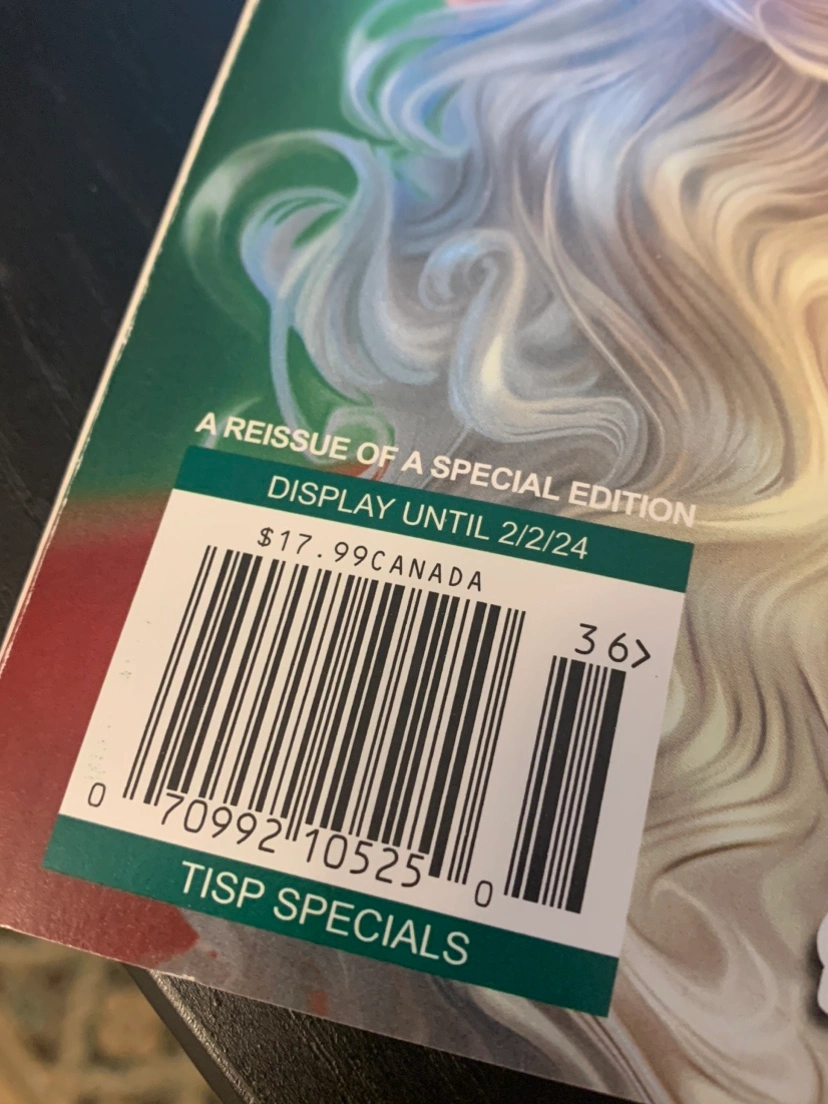 A REISSUE OF A SPECIAL EDITION
DISPLAY UNTIL 2/2/24
$17.99CANADA
36>
0 70992 10525 0
TISP SPECIALS